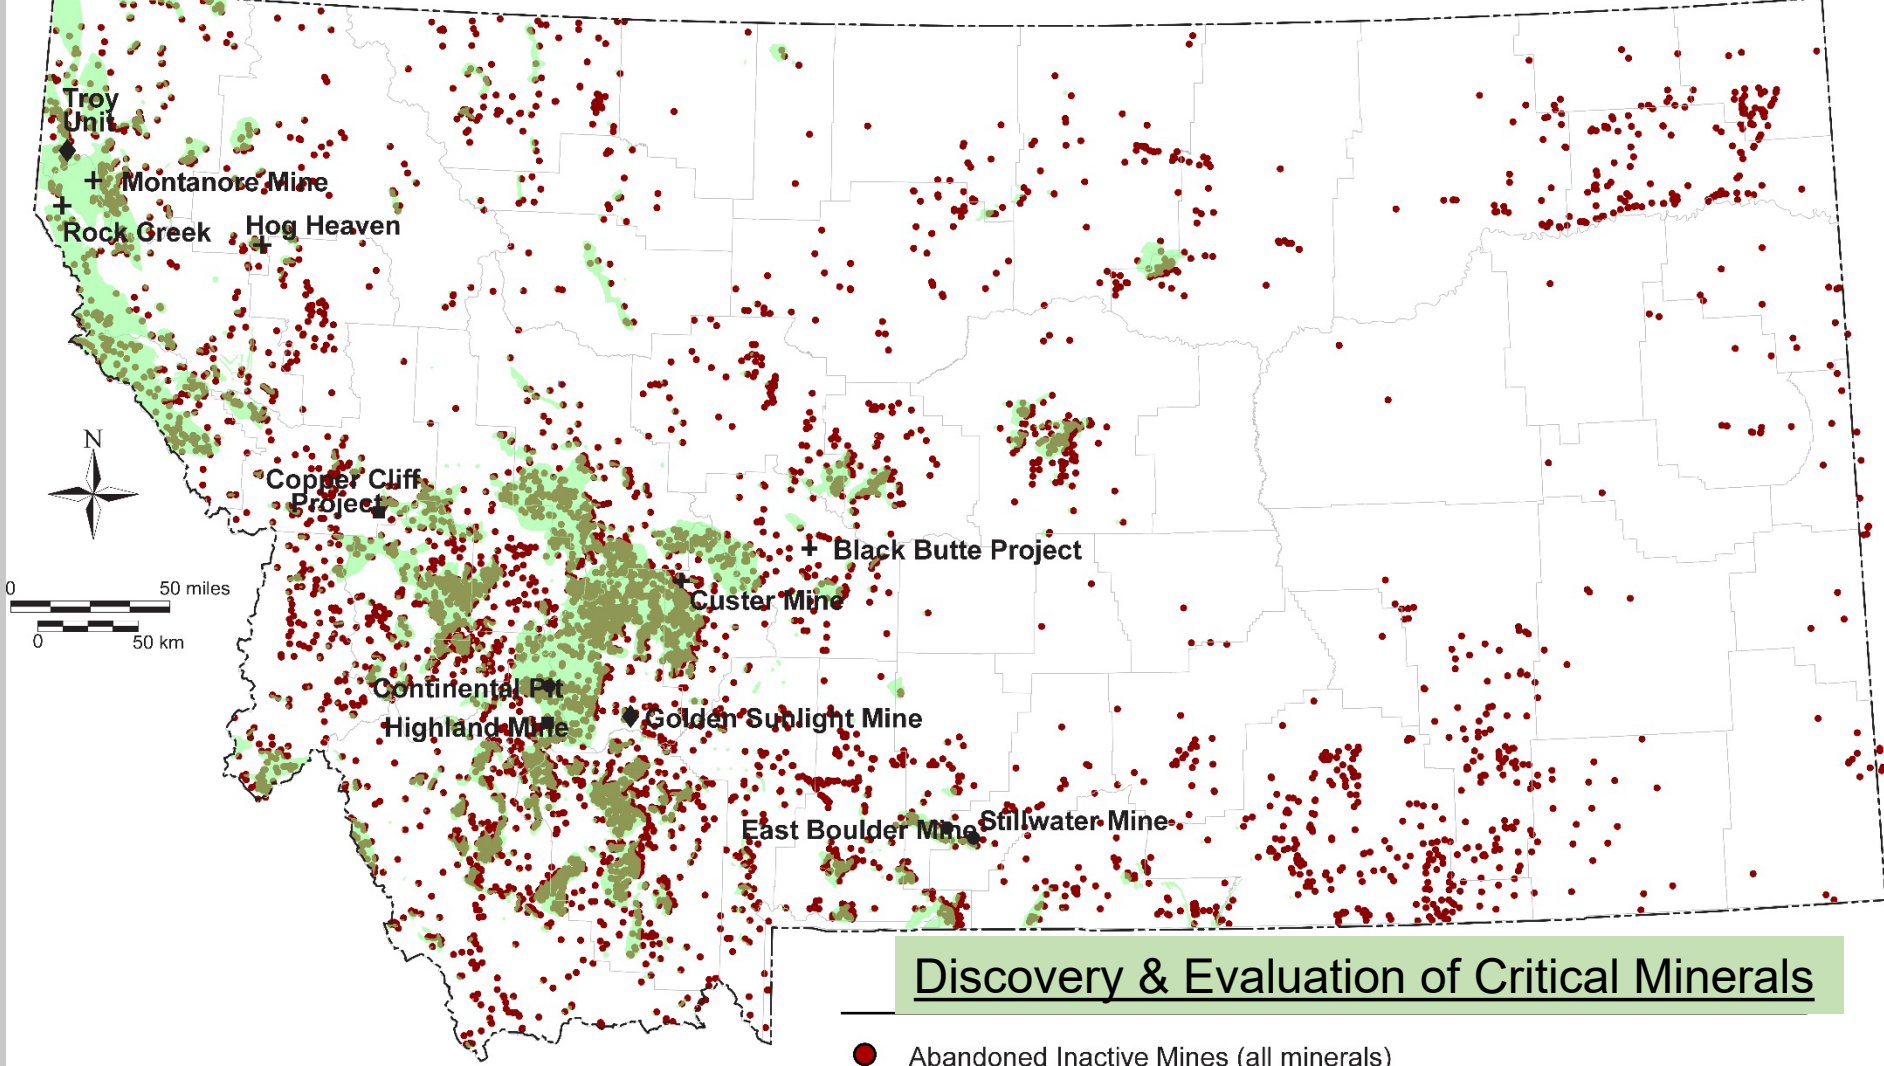 Troy
Unit
Montanore Mine
Rock Creek
Hog Heaven
N
Copper Cliff
Project
Black Butte Project
0 50 miles
0 50 km
Custer Mine
Continental Pit
Highland Mine
Golden Sunlight Mine
East Boulder Mine
Stillwater Mine
Discovery & Evaluation of Critical Minerals
Abandoned Inactive Mines (all minerals)